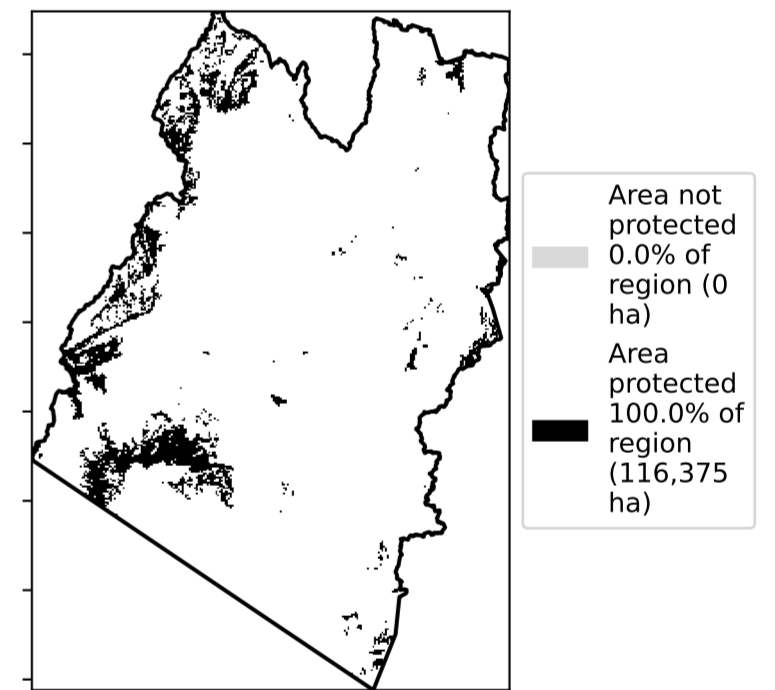 Area not
protected
0.0% of
region (0
ha)
Area
protected
100.0% of
region
(116,375
ha)